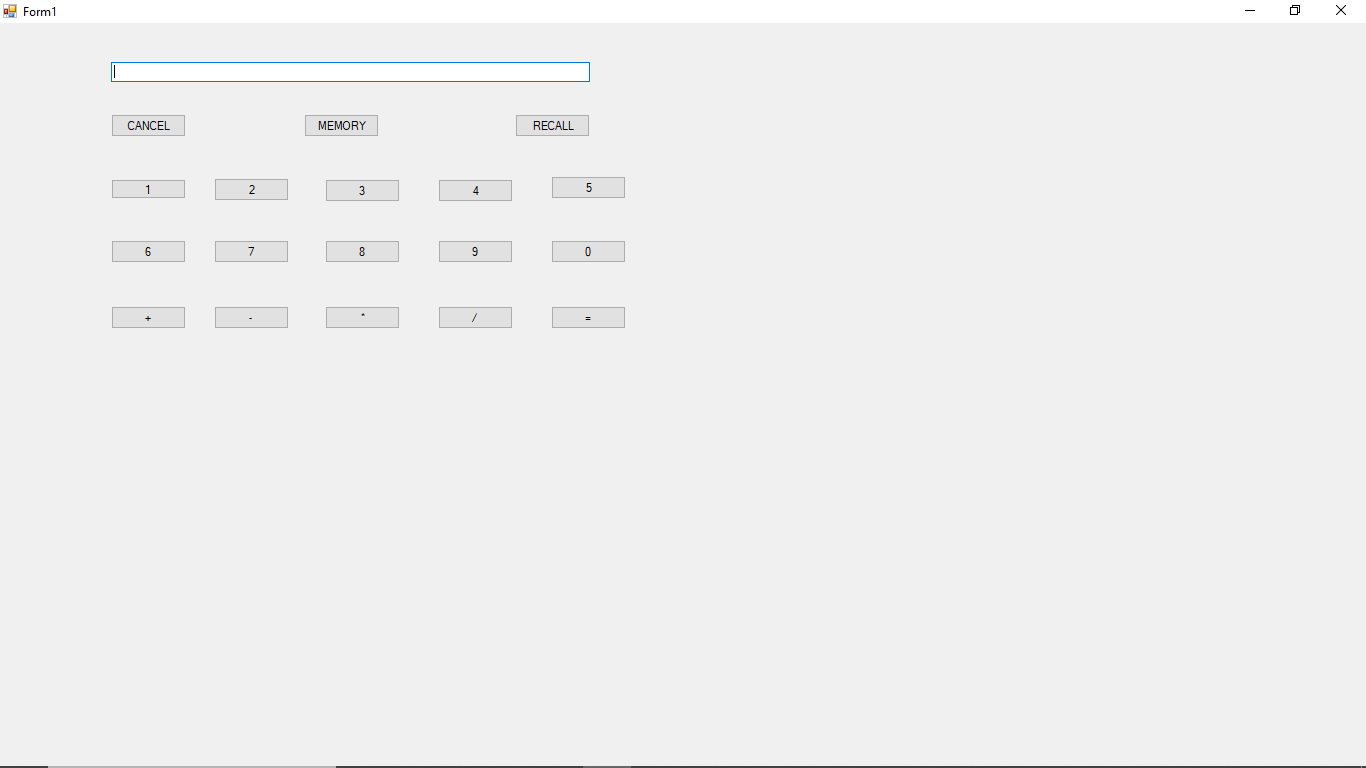 Form1
CANCEL MEMORY RECALL
1 2 3 4 5
6 7 8 9 0
+ - * / =